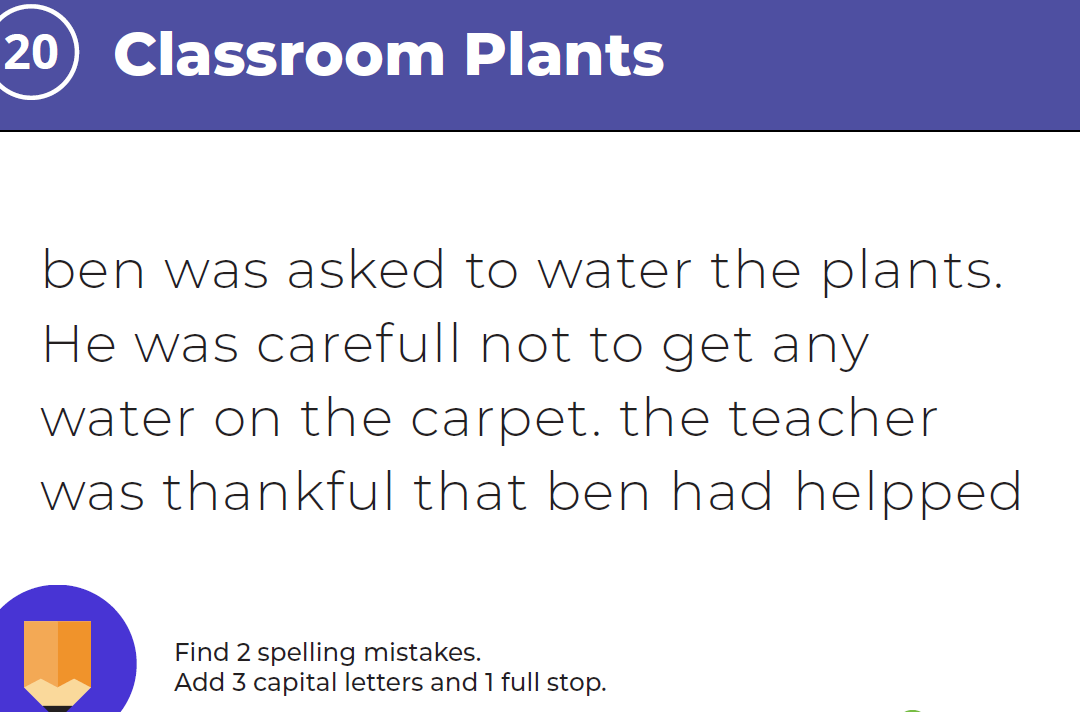 20 Classroom Plants
ben was asked to water the plants.
He was carefull not to get any
water on the carpet. the teacher
was thankful that ben had helpped
Find 2 spelling mistakes.
Add 3 capital letters and 1 full stop.